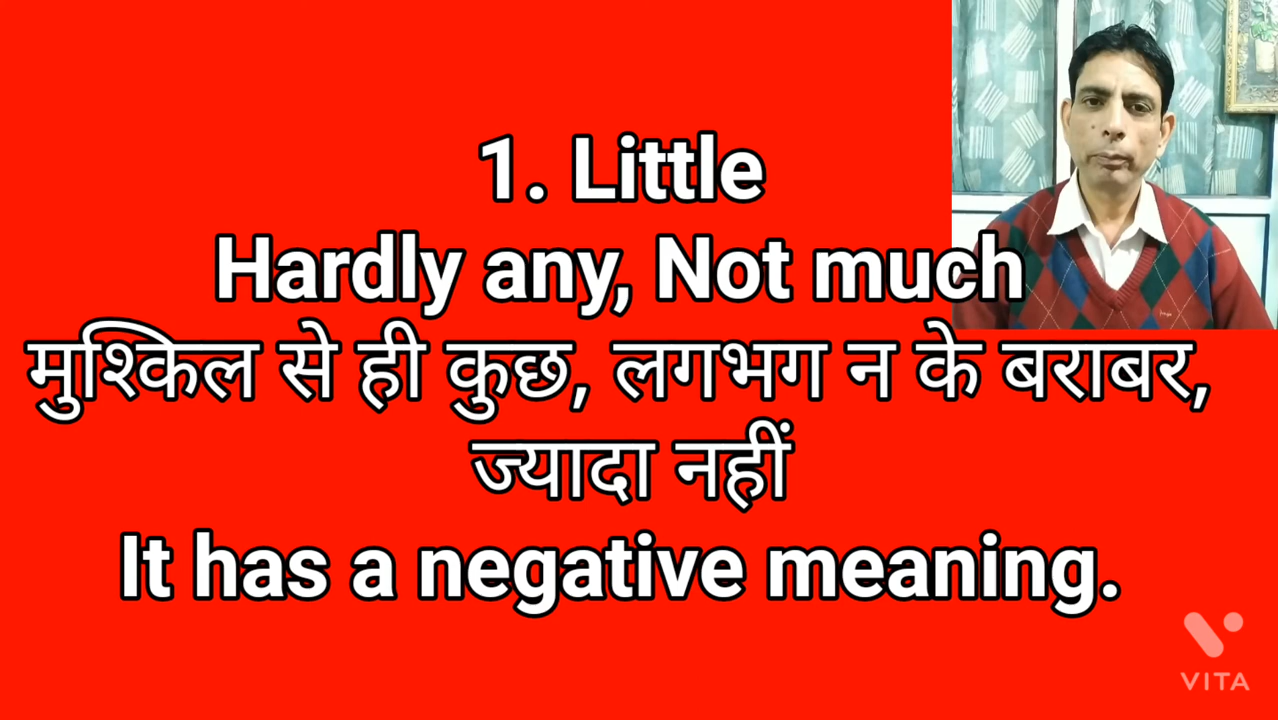 1. Little
Hardly any, Not much
मुश्किल से ही कुछ, लगभग न के बराबर,
ज्यादा नहीं
It has a negative meaning.
VITA